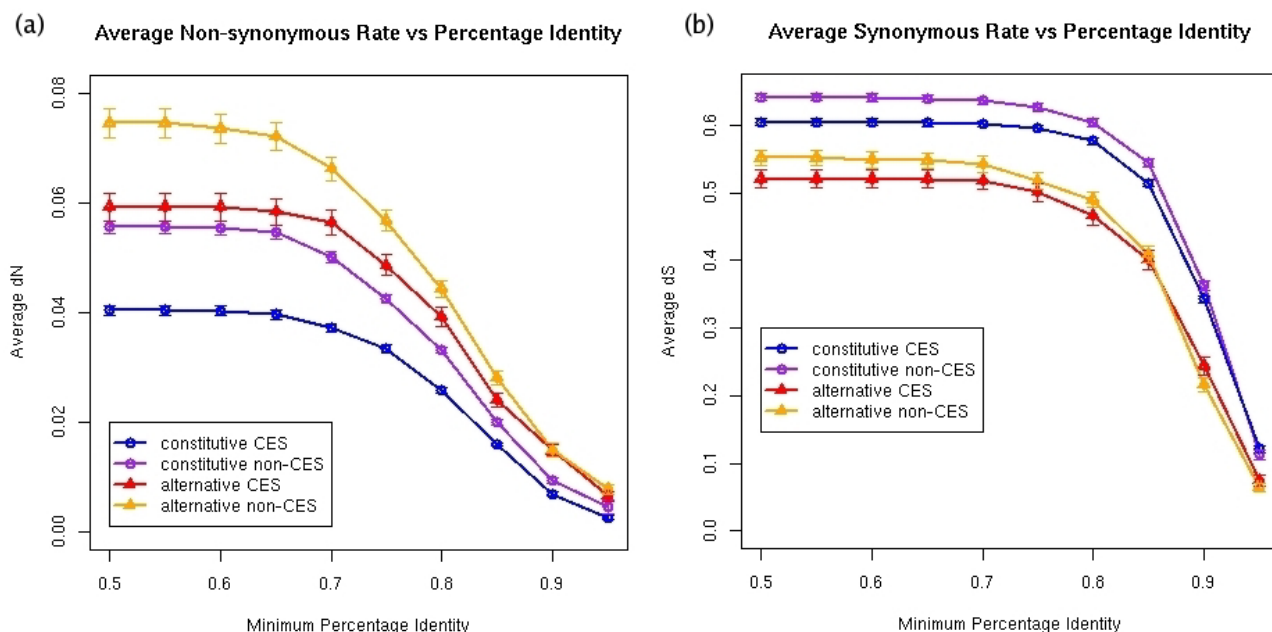 (a)
Average Non-synonymous Rate vs Percentage Identity
Average dN
0.08
0.06
0.04
0.02
0.00
constitutive CES
constitutive non-CES
alternative CES
alternative non-CES
0.5 0.6 0.7 0.8 0.9
Minimum Percentage Identity
(b)
Average Synonymous Rate vs Percentage Identity
Average dS
0.6
0.5
0.4
0.3
0.2
0.1
0.0
constitutive CES
constitutive non-CES
alternative CES
alternative non-CES
0.5 0.6 0.7 0.8 0.9
Minimum Percentage Identity